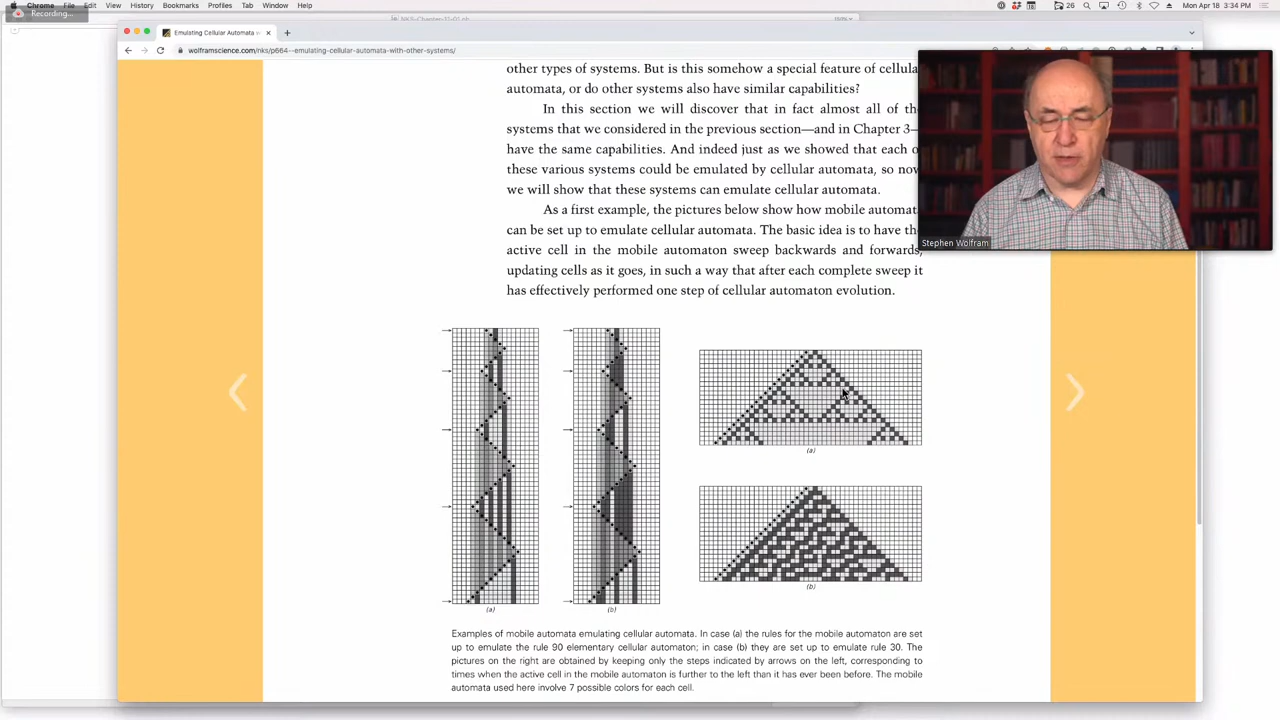 Recording...
Chrome File Edit View History Bookmarks Profiles Tab Window Help
26
Mon Apr 18 3:34 PM
NKS-Chapter-11-01.nb
Emulating Cellular Automata
wolframscience.com/nks/p664--emulating-cellular-automata-with-other-systems/
other types of systems. But is this somehow a special feature of cellula
automata, or do other systems also have similar capabilities?
In this section we will discover that in fact almost all of the
systems that we considered in the previous section—and in Chapter 3—
have the same capabilities. And indeed just as we showed that each o
these various systems could be emulated by cellular automata, so now
we will show that these systems can emulate cellular automata.
As a first example, the pictures below show how mobile automata
can be set up to emulate cellular automata. The basic idea is to have the
active cell in the mobile automaton sweep backwards and forwards,
updating cells as it goes, in such a way that after each complete sweep it
has effectively performed one step of cellular automaton evolution.
Stephen Wolfram
(a)
(b)
(a)
(b)
Examples of mobile automata emulating cellular automata. In case (a) the rules for the mobile automaton are set
up to emulate the rule 90 elementary cellular automaton; in case (b) they are set up to emulate rule 30. The
pictures on the right are obtained by keeping only the steps indicated by arrows on the left, corresponding to
times when the active cell in the mobile automaton is further to the left than it has ever been before. The mobile
automata used here involve 7 possible colors for each cell.